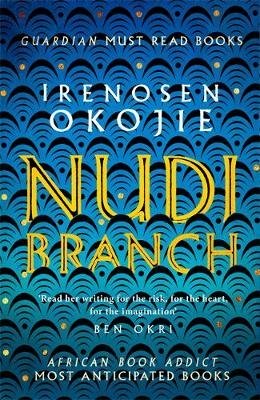 GUARDIAN MUST READ BOOKS
IRENOSEN
OKOJIE
NUDI
BRANCH
'Read her writing for the risk, for the heart,
for the imagination'
BEN OKRI
AFRICAN BOOK ADDICT
MOST ANTICIPATED BOOKS